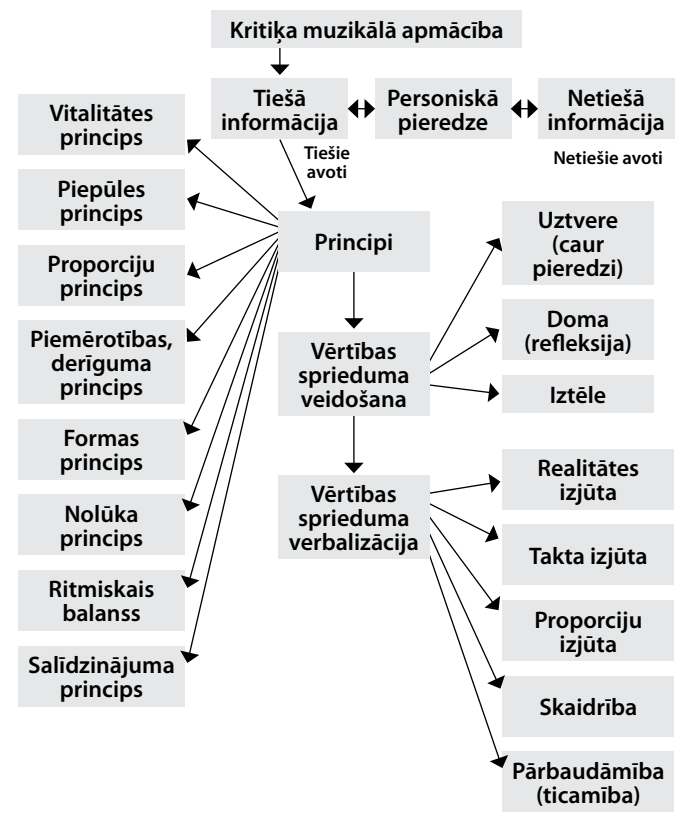 Kritiķa muzikālā apmācība
Tiešā
informācija
Personiskā
pieredze
Netiešā
informācija
Tiešie
avoti
Netiešie avoti
Vitalitātes
princips
Piepūles
princips
Proporciju
princips
Piemērotības,
derīguma
princips
Formas
princips
Nolūka
princips
Ritmiskais
balanss
Salīdzinājuma
princips
Principi
Vērtības
sprieduma
veidošana
Vērtības
sprieduma
verbalizācija
Uztvere
(caur
pieredzi)
Doma
(refleksija)
Iztēle
Realitātes
izjūta
Takta izjūta
Proporciju
izjūta
Skaidrība
Pārbaudāmība
(ticamība)